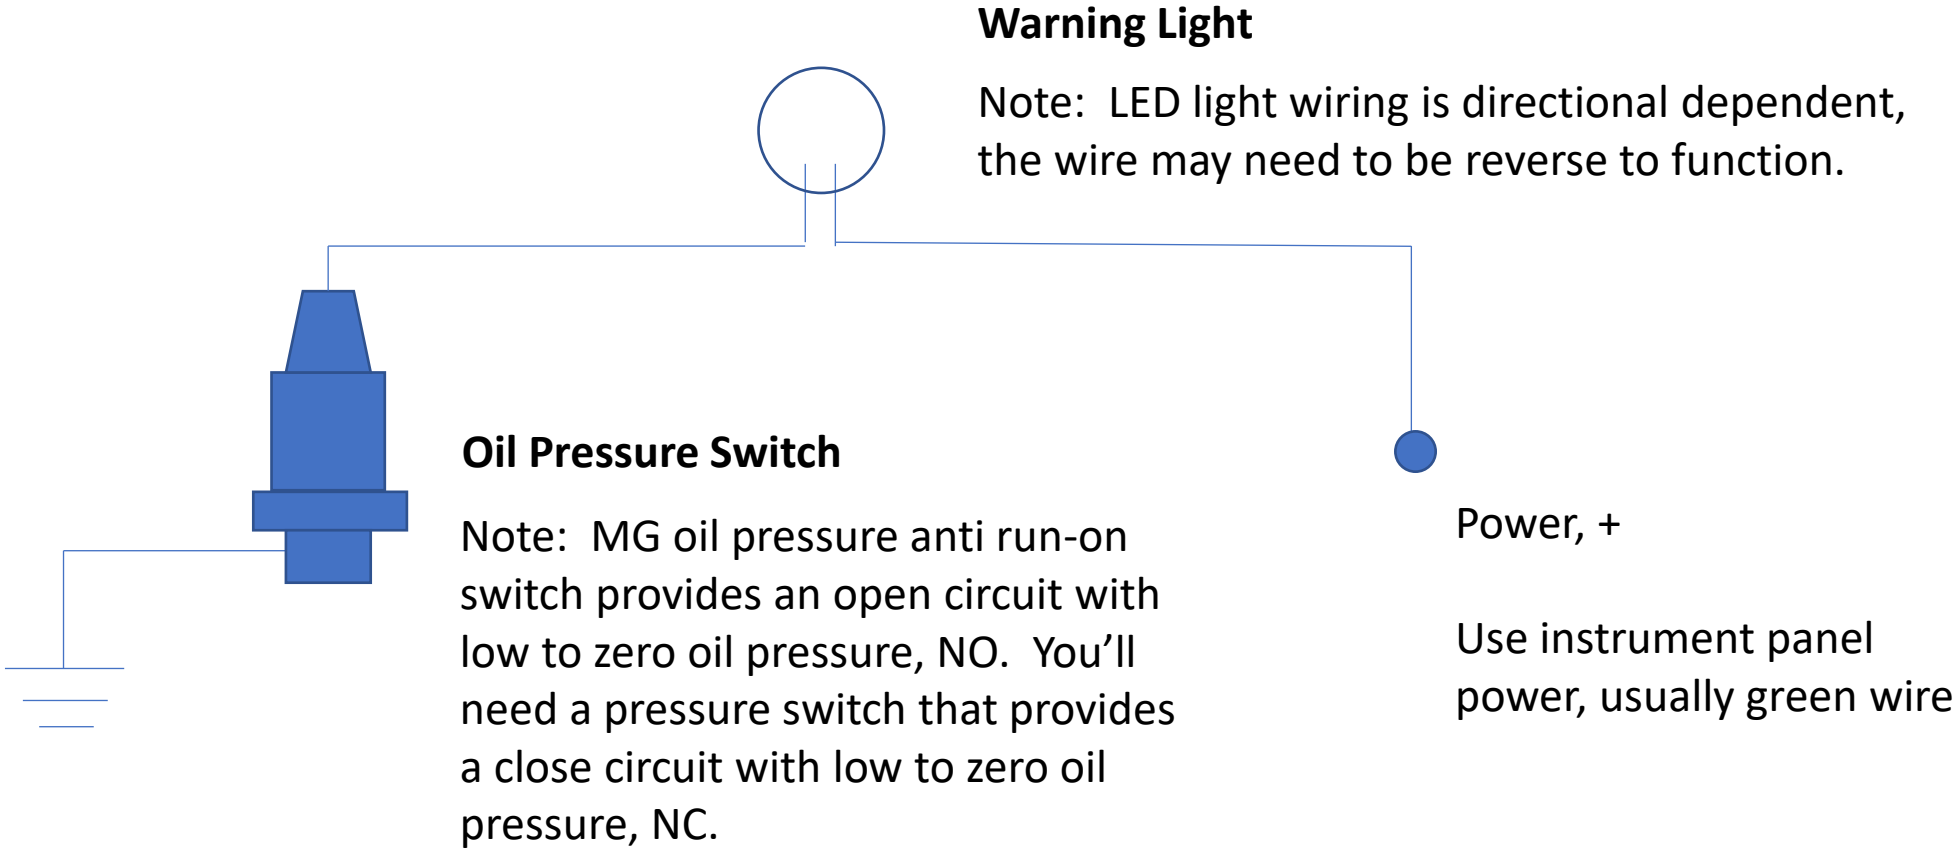 Warning Light
Note: LED light wiring is directional dependent,
the wire may need to be reverse to function.
Oil Pressure Switch
Note: MG oil pressure anti run-on
switch provides an open circuit with
low to zero oil pressure, NO. You’ll
need a pressure switch that provides
a close circuit with low to zero oil
pressure, NC.
Power, +
Use instrument panel
power, usually green wire